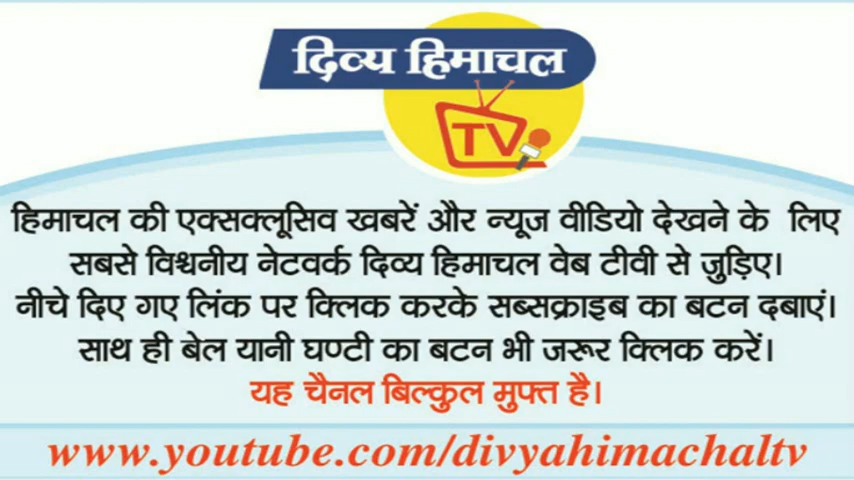 दिव्य हिमाचल
TV
हिमाचल की एक्सक्लूसिव खबरें और न्यूज वीडियो देखने के लिए
सबसे विश्वनीय नेटवर्क दिव्य हिमाचल वेब टीवी से जुड़िए।
नीचे दिए गए लिंक पर क्लिक करके सब्सक्राइब का बटन दबाएं।
साथ ही बेल यानी घण्टी का बटन भी जरूर क्लिक करें।
यह चैनल बिल्कुल मुफ्त है।
www.youtube.com/divyahimachaltv